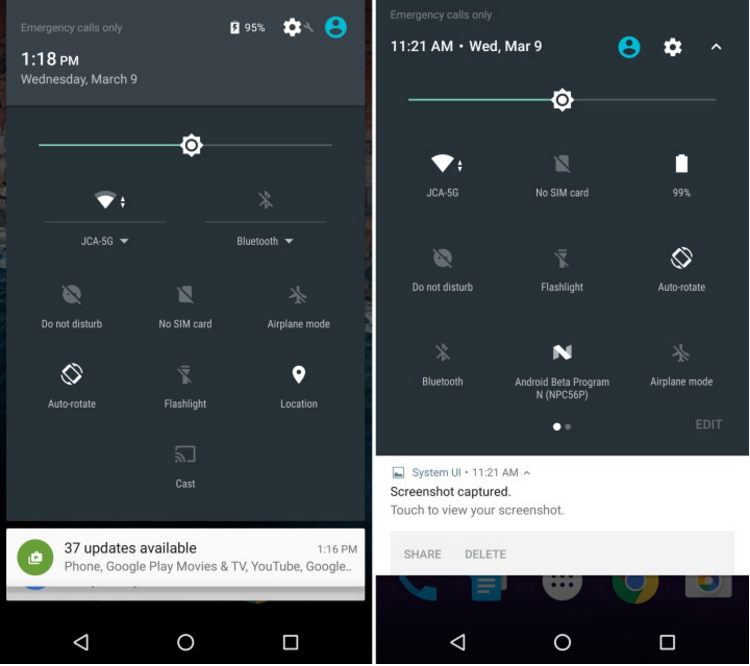 Emergency calls only
95%
1:18 PM
Wednesday, March 9
JCA-5G
Bluetooth
Do not disturb
No SIM card
Airplane mode
Auto-rotate
Flashlight
Location
Cast
37 updates available
1:16 PM
Phone, Google Play Movies & TV, YouTube, Google..
Emergency calls only
11:21 AM • Wed, Mar 9
JCA-5G
No SIM card
99%
Do not disturb
Flashlight
Auto-rotate
Bluetooth
Android Beta Program
N (NPC56P)
Airplane mode
EDIT
System UI • 11:21 AM
Screenshot captured.
Touch to view your screenshot.
SHARE
DELETE